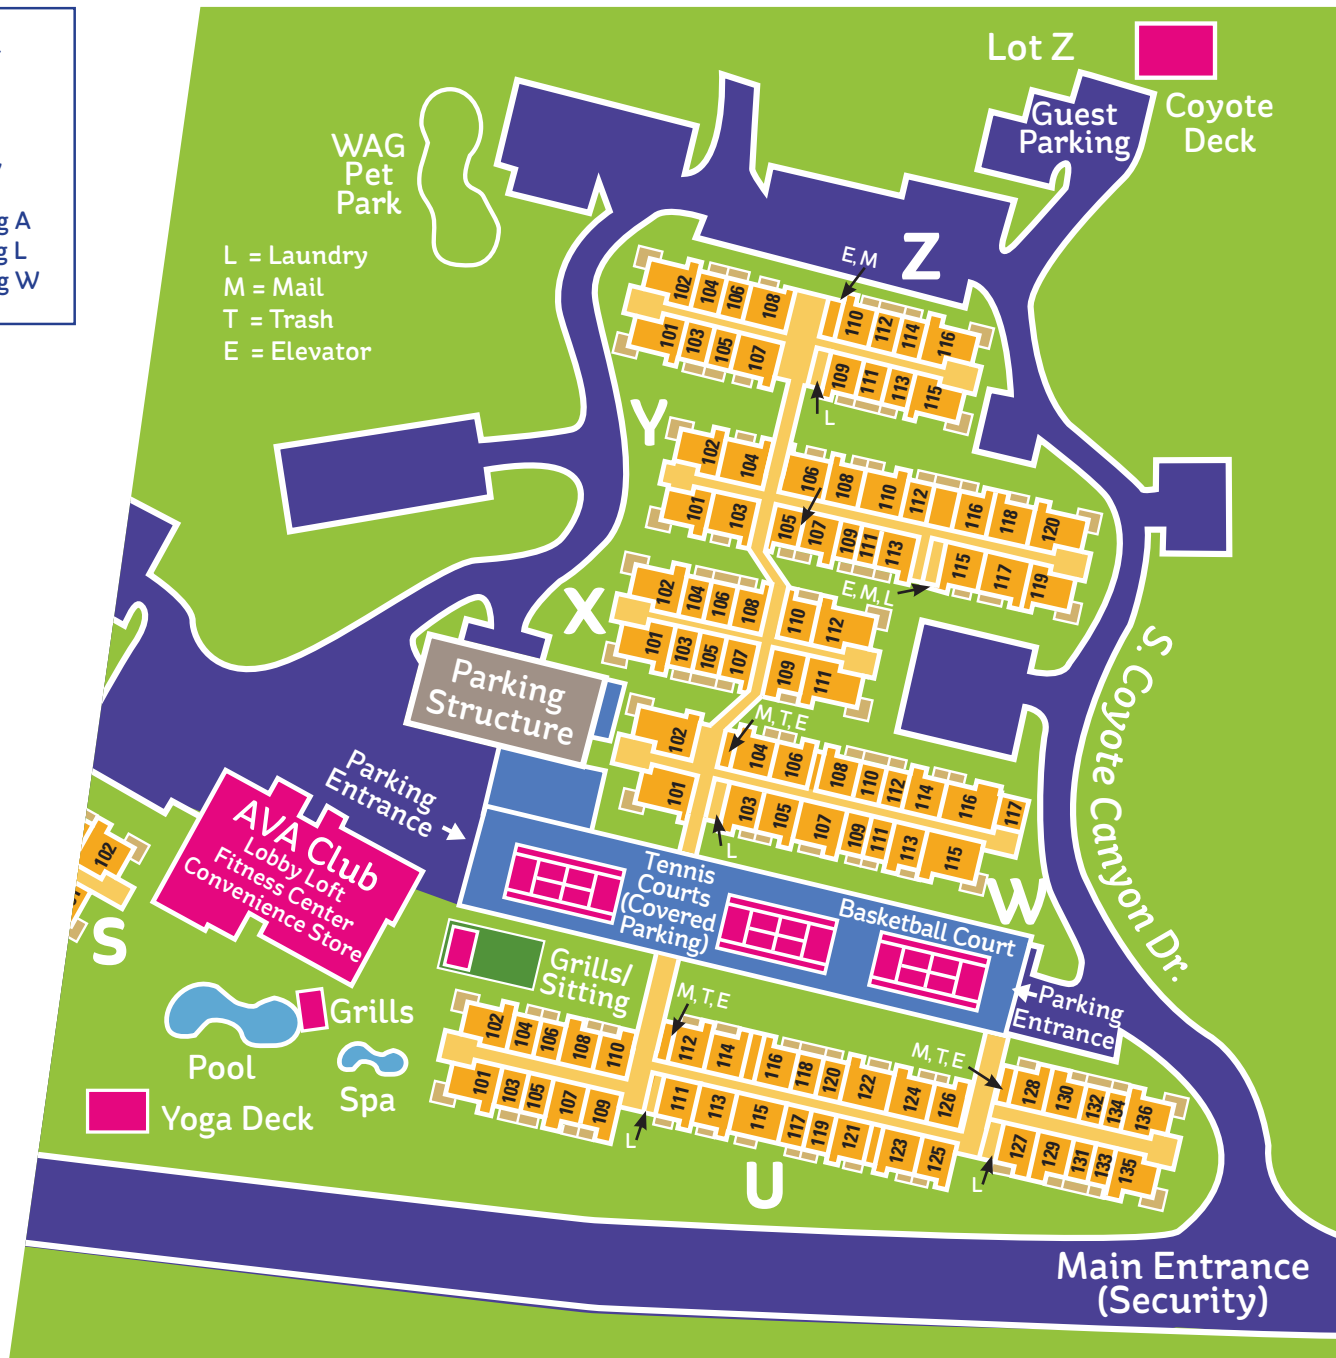 g A
g L
g W
Lot Z
Coyote
Deck
Guest
Parking
WAG
Pet
Park
L = Laundry
M = Mail
T = Trash
E = Elevator
Z
E, M
102
104
106
108
110
112
114
116
101
103
105
107
109
111
113
115
L
Y
102
104
106
108
110
112
116
118
120
101
103
105
107
109
111
113
115
117
119
E, M, L
X
102
104
106
108
110
112
101
103
105
107
109
111
S. Coyote Canyon Dr.
Parking
Structure
M, T, E
102
104
106
108
110
112
114
116
117
101
103
105
107
109
111
113
115
L
W
Parking
Entrance
AVA Club
Lobby Loft
Fitness Center
Convenience Store
102
S
Tennis
Courts
(Covered
Parking)
Basketball Court
Grills/
Sitting
Grills
Pool
Spa
Yoga Deck
Parking
Entrance
M, T, E
M, T, E
102
104
106
108
110
112
114
116
118
120
122
124
126
128
130
132
134
136
101
103
105
107
109
111
113
115
117
119
121
123
125
127
129
131
133
135
L
L
U
Main Entrance
(Security)